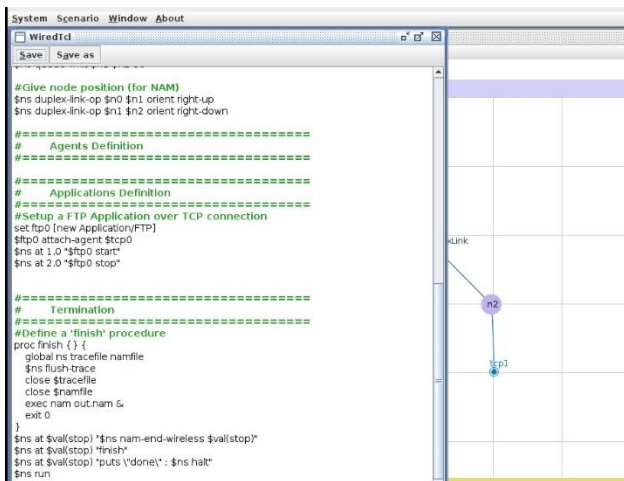 System Scenario Window About
WiredTcl
Save Save as
#Give node position (for NAM)
$ns duplex-link-op $n0 $n1 orient right-up
$ns duplex-link-op $n1 $n2 orient right-down
#===================================
#        Agents Definition
#===================================
#===================================
#        Applications Definition
#===================================
#Setup a FTP Application over TCP connection
set ftp0 [new Application/FTP]
$ftp0 attach-agent $tcp0
$ns at 1.0 "$ftp0 start"
$ns at 2.0 "$ftp0 stop"
#===================================
#        Termination
#===================================
#Define a 'finish' procedure
proc finish { } {
    global ns tracefile namfile
    $ns flush-trace
    close $tracefile
    close $namfile
    exec nam out.nam &
    exit 0
}
$ns at $val(stop) "$ns nam-end-wireless $val(stop)"
$ns at $val(stop) "finish"
$ns at $val(stop) "puts \"done\" ; $ns halt"
$ns run
xLink
n2
tcp1